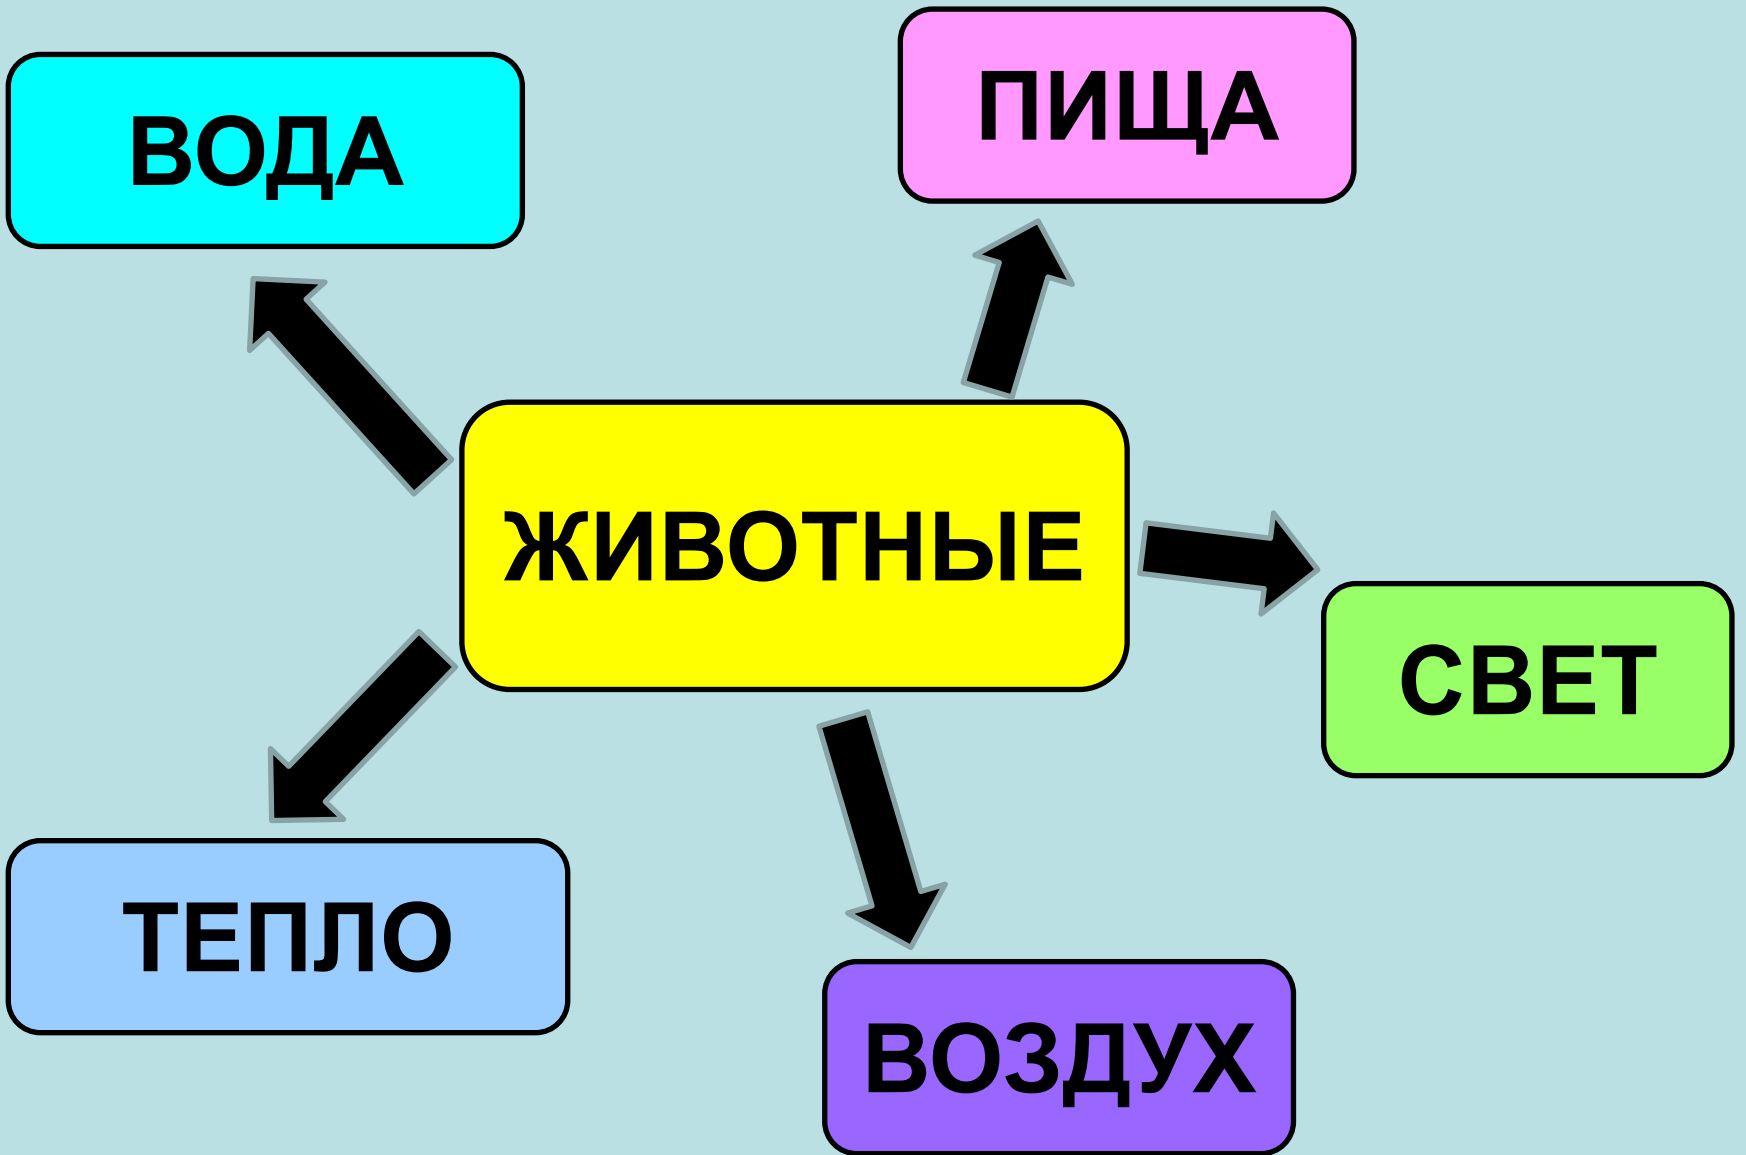 ПИЩА
ВОДА
ЖИВОТНЫЕ
СВЕТ
ТЕПЛО
ВОЗДУХ